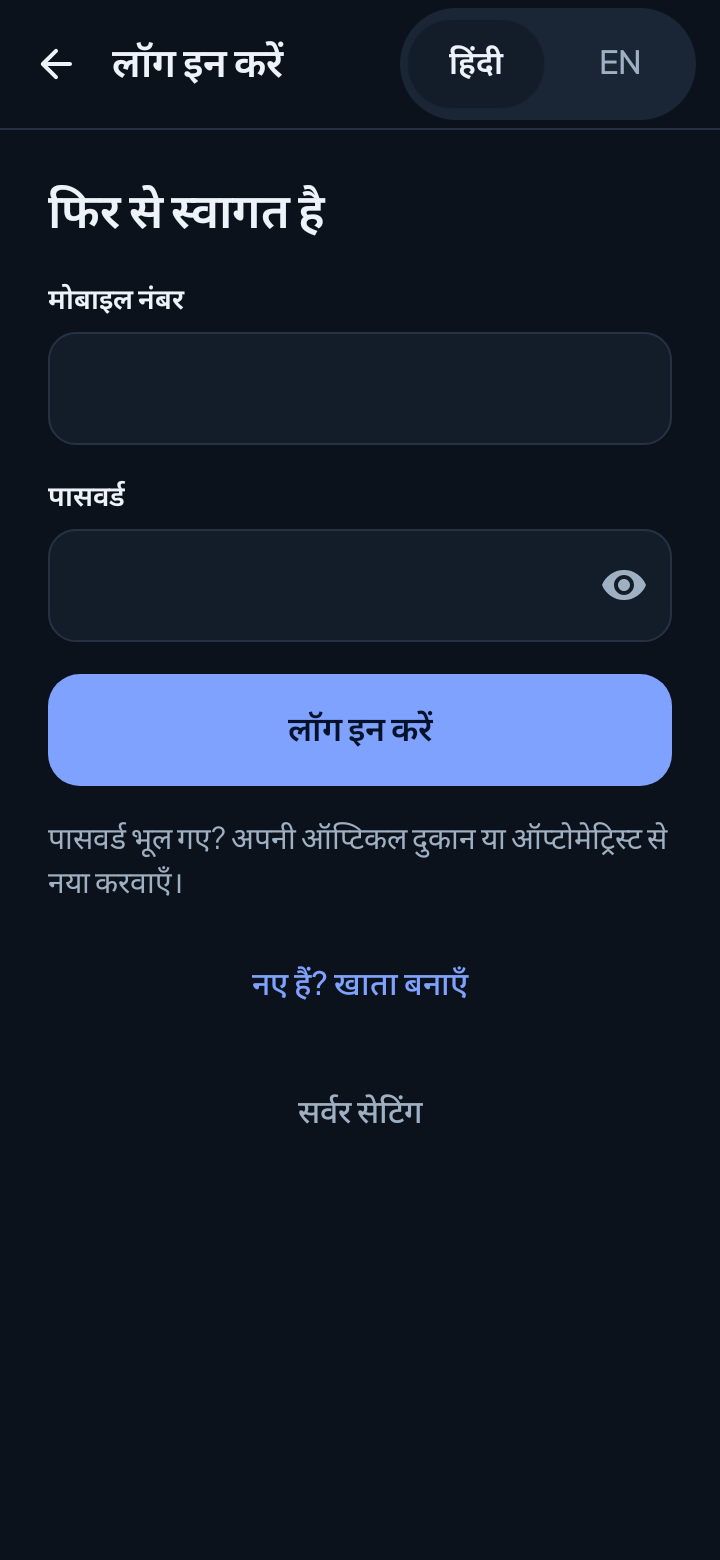 लॉग इन करें
हिंदी
EN
फिर से स्वागत है
मोबाइल नंबर
पासवर्ड
लॉग इन करें
पासवर्ड भूल गए? अपनी ऑप्टिकल दुकान या ऑप्टोमेट्रिस्ट से
नया करवाएँ।
नए हैं? खाता बनाएँ
सर्वर सेटिंग